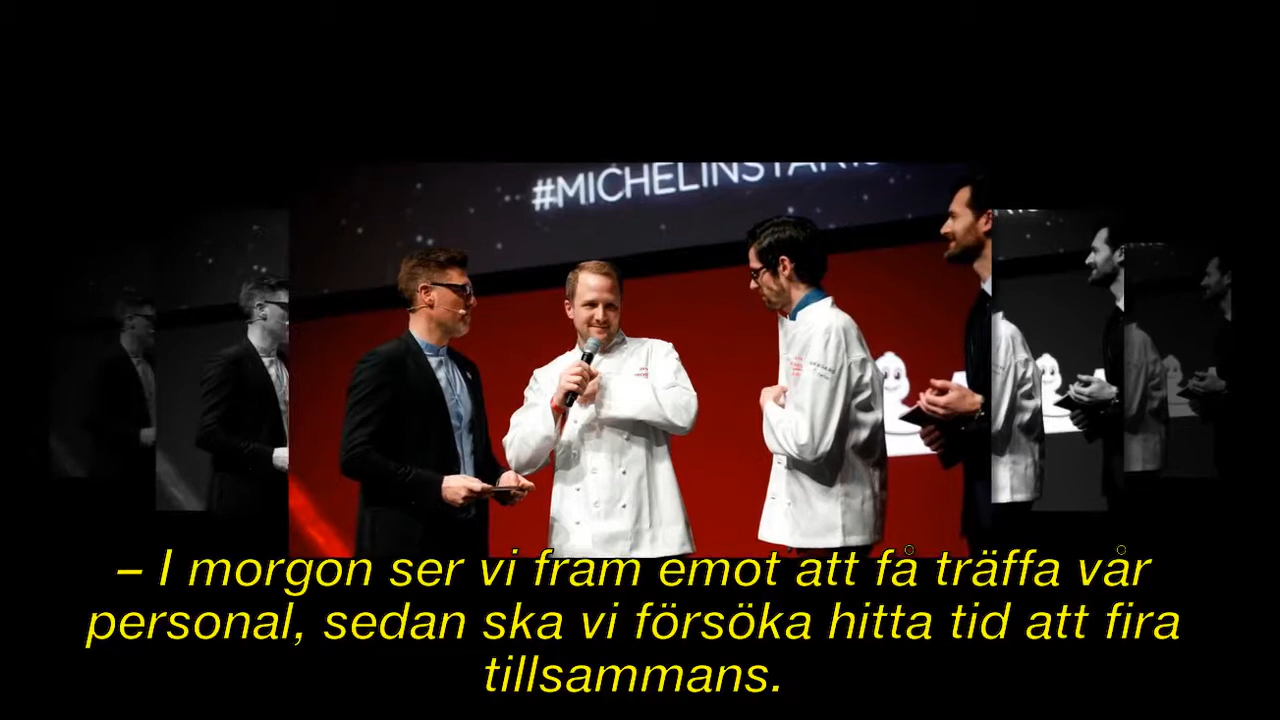 #MICHELINSTAR
– I morgon ser vi fram emot att få träffa vår
personal, sedan ska vi försöka hitta tid att fira
tillsammans.